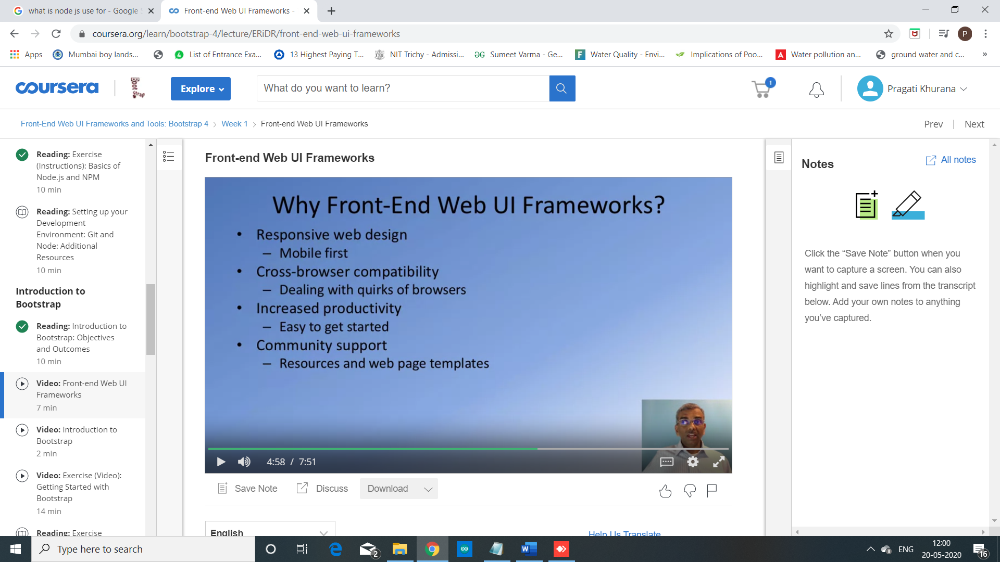 what is node js use for - Google
Front-end Web UI Frameworks -
coursera.org/learn/bootstrap-4/lecture/ERiDR/front-end-web-ui-frameworks
P
Apps
Mumbai boy lands...
4
List of Entrance Exa...
13 Highest Paying T...
NIT Trichy - Admissi...
Sumeet Varma - Ge...
F
Water Quality - Envi...
Implications of Poo...
A
Water pollution an...
ground water and c...
»
coursera
Boot
strap
Explore
What do you want to learn?
1
Pragati Khurana
Front-End Web UI Frameworks and Tools: Bootstrap 4 > Week 1 > Front-end Web UI Frameworks
Prev | Next
Reading: Exercise
(Instructions): Basics of
Node.js and NPM
10 min
Reading: Setting up your
Development
Environment: Git and
Node: Additional
Resources
10 min
Introduction to
Bootstrap
Reading: Introduction to
Bootstrap: Objectives
and Outcomes
10 min
Video: Front-end Web UI
Frameworks
7 min
Video: Introduction to
Bootstrap
2 min
Video: Exercise (Video):
Getting Started with
Bootstrap
14 min
Reading: Exercise
Front-end Web UI Frameworks
Why Front-End Web UI Frameworks?
• Responsive web design
– Mobile first
• Cross-browser compatibility
– Dealing with quirks of browsers
• Increased productivity
– Easy to get started
• Community support
– Resources and web page templates
4:58 / 7:51
Save Note
Discuss
Download
English
Help Us Translate
Notes
All notes
Click the “Save Note” button when you
want to capture a screen. You can also
highlight and save lines from the transcript
below. Add your own notes to anything
you’ve captured.
Type here to search
2
W
ENG
12:00
20-05-2020
16